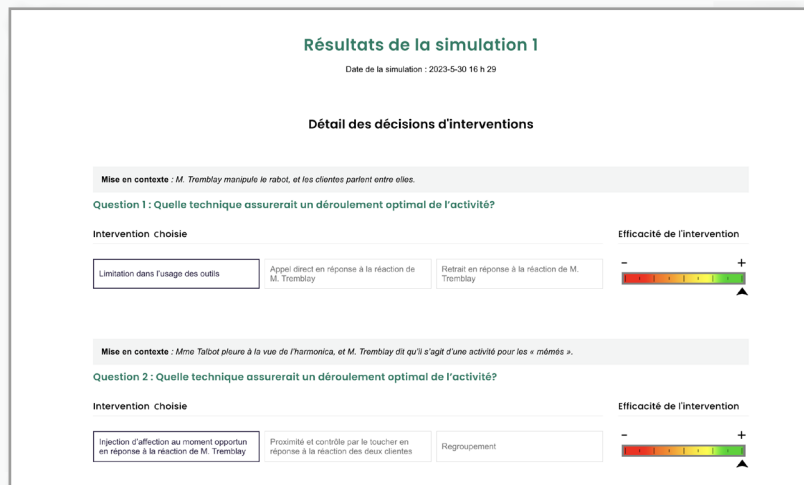 Résultats de la simulation 1
Date de la simulation : 2023-5-30 16 h 29
Détail des décisions d'interventions
Mise en contexte : M. Tremblay manipule le rabot, et les clientes parlent entre elles.
Question 1 : Quelle technique assurerait un déroulement optimal de l'activité?
Intervention choisie
Efficacité de l'intervention
Limitation dans l'usage des outils
Appel direct en réponse à la réaction de
M. Tremblay
Retrait en réponse à la réaction de M.
Tremblay
- +
Mise en contexte : Mme Talbot pleure à la vue de l'harmonica, et M. Tremblay dit qu'il s'agit d'une activité pour les « mémés ».
Question 2 : Quelle technique assurerait un déroulement optimal de l'activité?
Intervention choisie
Efficacité de l'intervention
Injection d'affection au moment opportun
en réponse à la réaction de M. Tremblay
Proximité et contrôle par le toucher en
réponse à la réaction des deux clientes
Regroupement
- +